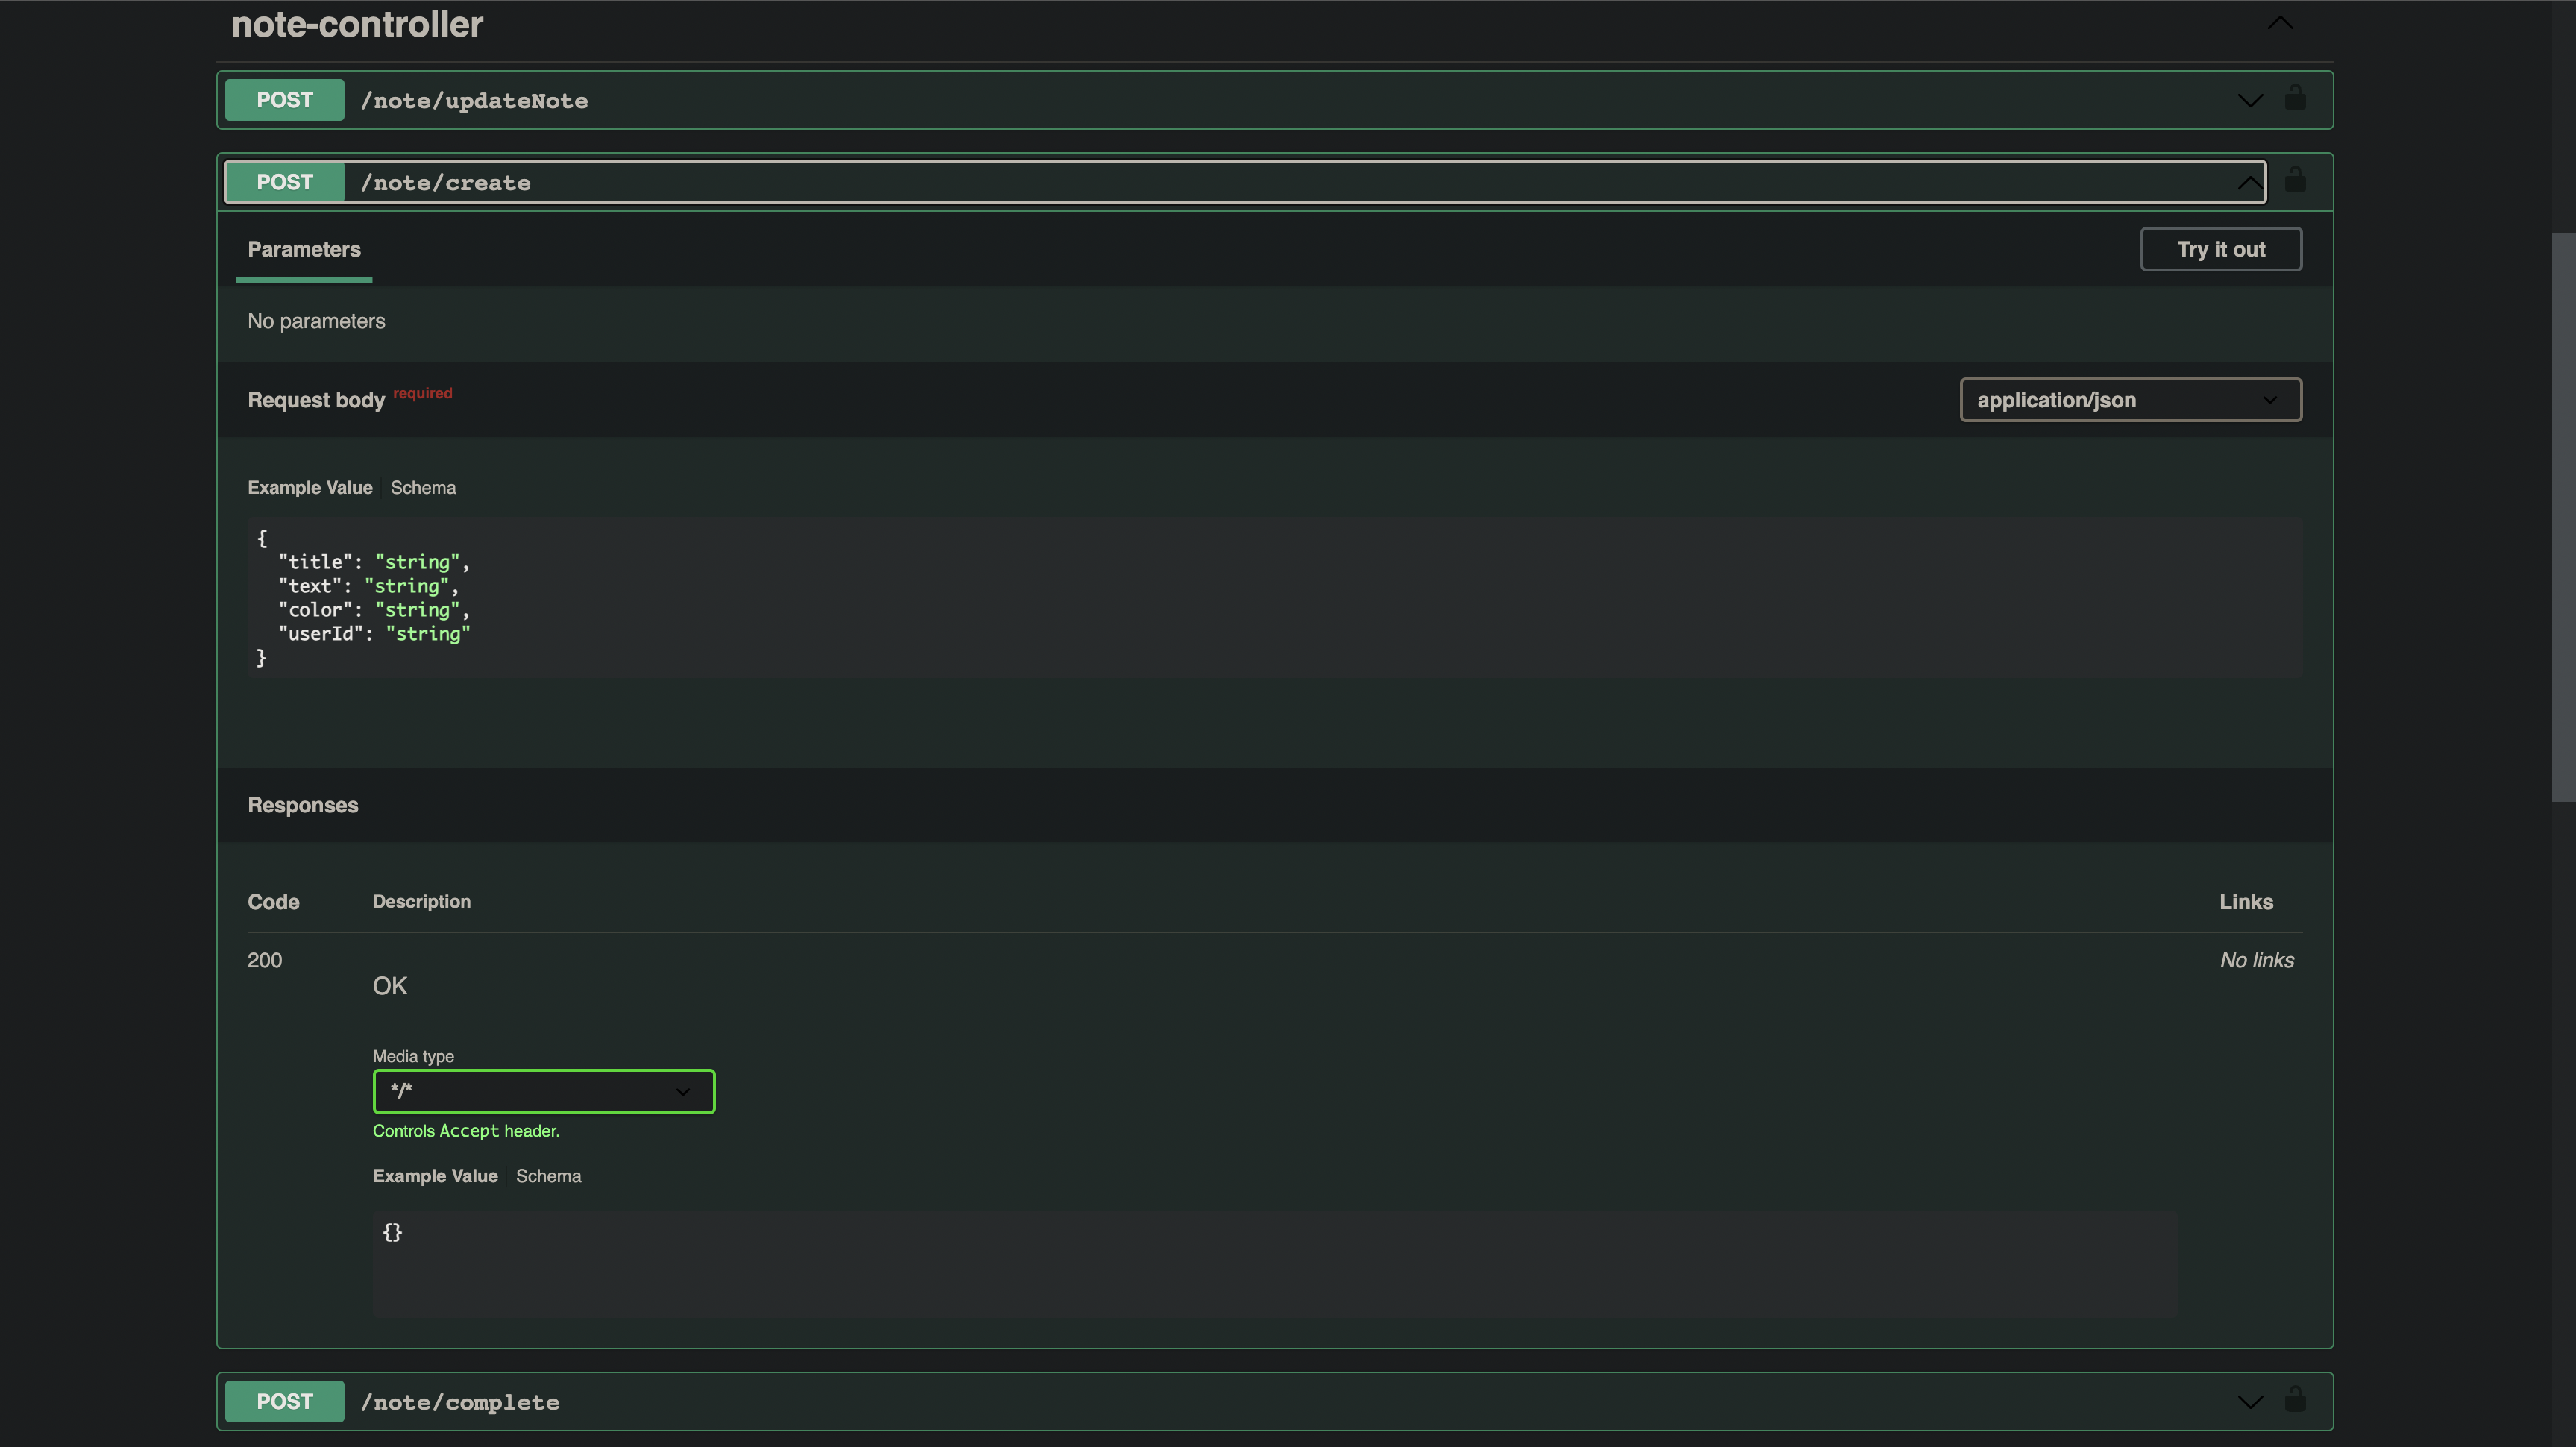 note-controller
POST /note/updateNote
POST /note/create
Parameters
Try it out
No parameters
Request body required
application/json
Example Value Schema
{
"title": "string",
"text": "string",
"color": "string",
"userId": "string"
}
Responses
Code Description Links
200 No links
OK
Media type
*/*
Controls Accept header.
Example Value Schema
{}
POST /note/complete